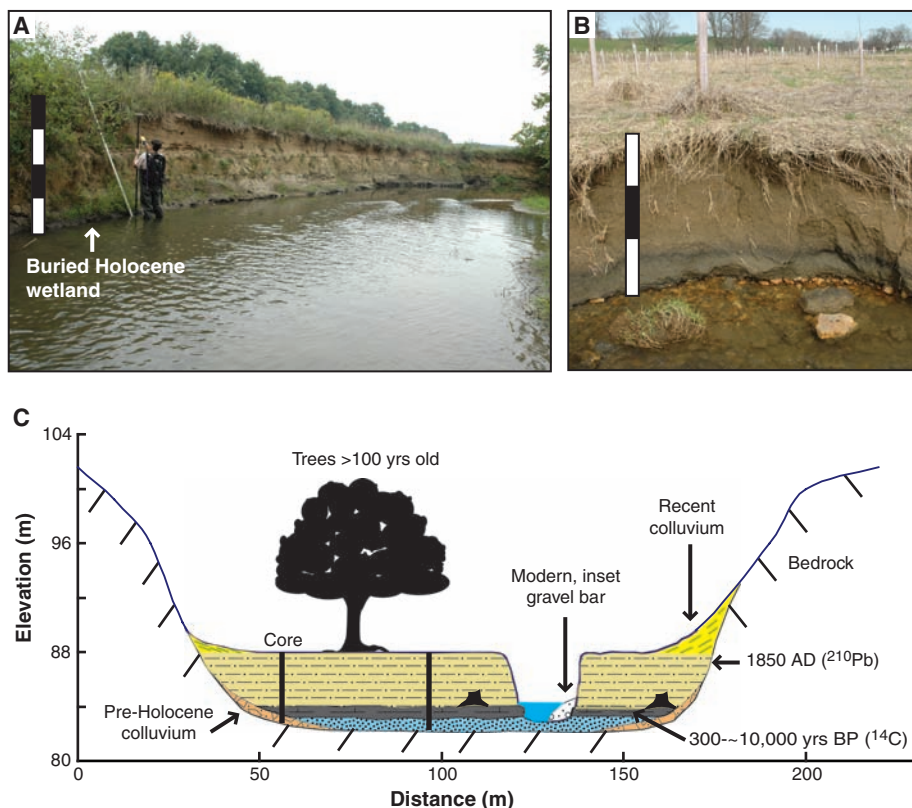 A
Buried Holocene
wetland
B
C
104
96
88
80
Elevation (m)
Trees >100 yrs old
Core
Modern, inset
gravel bar
Recent
colluvium
Bedrock
1850 AD (²¹⁰Pb)
Pre-Holocene
colluvium
300-~10,000 yrs BP (¹⁴C)
0
50
100
150
200
Distance (m)